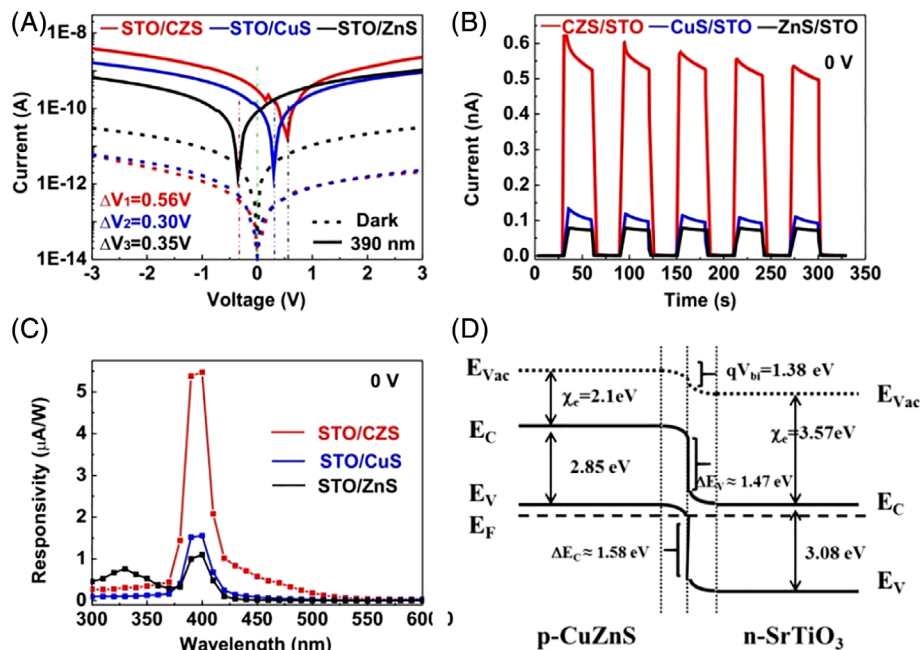 (A)
STO/CZS STO/CuS STO/ZnS
1E-8
1E-10
1E-12
1E-14
Current (A)
ΔV1=0.56V
ΔV2=0.30V
ΔV3=0.35V
Dark
390 nm
-3 -2 -1 0 1 2 3
Voltage (V)
(B)
CZS/STO CuS/STO ZnS/STO
0 V
0.6
0.5
0.4
0.3
0.2
0.1
0.0
Current (nA)
0 50 100 150 200 250 300 350
Time (s)
(C)
0 V
5
4
3
2
1
0
Responsivity (μA/W)
STO/CZS
STO/CuS
STO/ZnS
300 350 400 450 500 550 600
Wavelength (nm)
(D)
EVac
qVbi=1.38 eV
χe=2.1eV
EVac
EC
χe=3.57eV
2.85 eV
ΔEV ≈ 1.47 eV
EV
EC
EF
ΔEC ≈ 1.58 eV
3.08 eV
EV
p-CuZnS n-SrTiO3